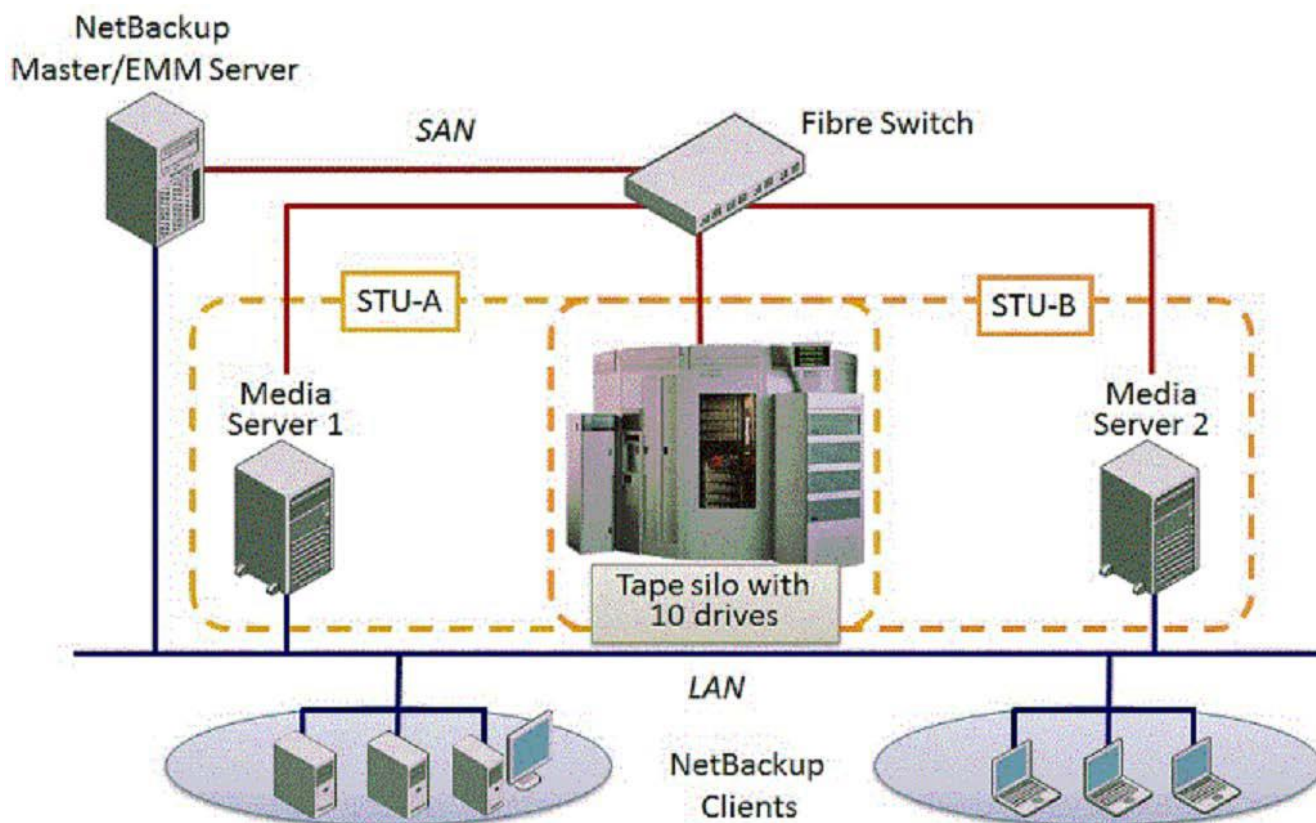 NetBackup
Master/EMM Server
SAN
Fibre Switch
STU-A
STU-B
Media
Server 1
Media
Server 2
Tape silo with
10 drives
LAN
NetBackup
Clients